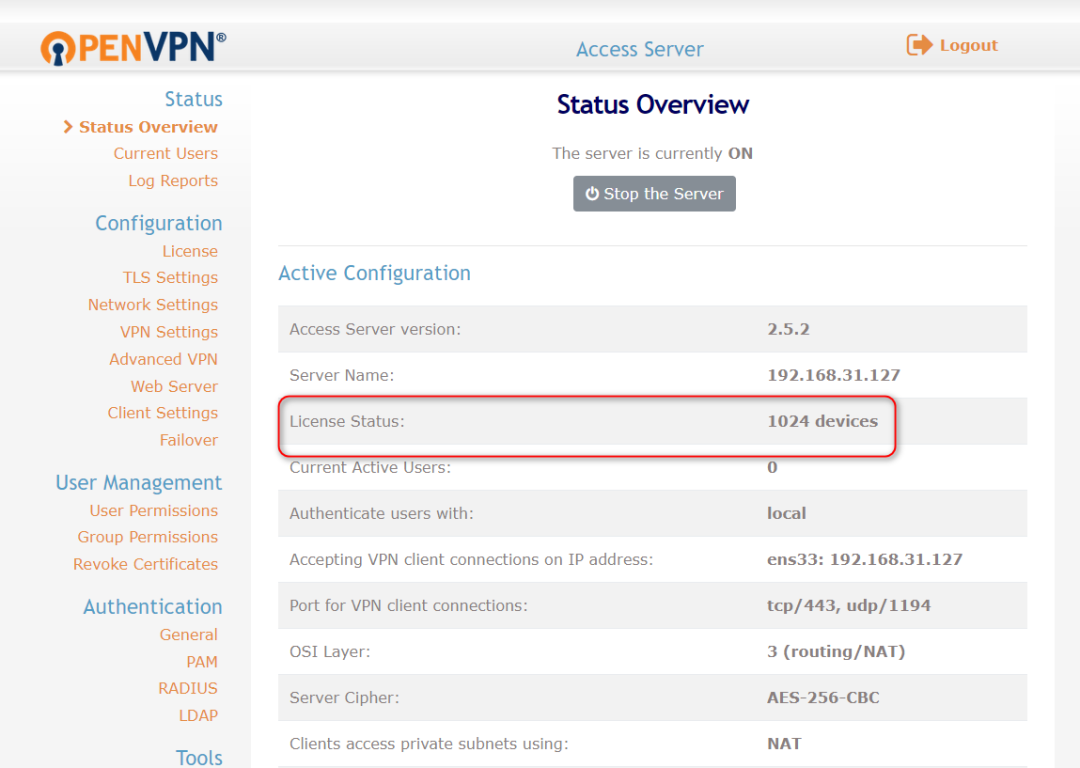 OPENVPN®
Access Server
Logout
Status
Status Overview
Current Users
Log Reports
Configuration
License
TLS Settings
Network Settings
VPN Settings
Advanced VPN
Web Server
Client Settings
Failover
User Management
User Permissions
Group Permissions
Revoke Certificates
Authentication
General
PAM
RADIUS
LDAP
Tools
Status Overview
The server is currently ON
Stop the Server
Active Configuration
Access Server version: 2.5.2
Server Name: 192.168.31.127
License Status: 1024 devices
Current Active Users: 0
Authenticate users with: local
Accepting VPN client connections on IP address: ens33: 192.168.31.127
Port for VPN client connections: tcp/443, udp/1194
OSI Layer: 3 (routing/NAT)
Server Cipher: AES-256-CBC
Clients access private subnets using: NAT